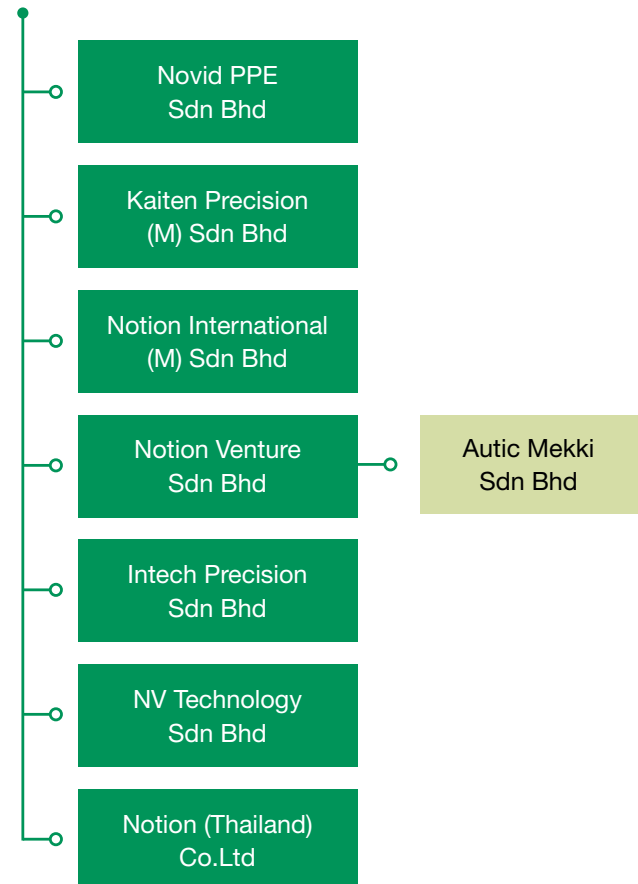 Novid PPE
Sdn Bhd
Kaiten Precision
(M) Sdn Bhd
Notion International
(M) Sdn Bhd
Notion Venture
Sdn Bhd
Autic Mekki
Sdn Bhd
Intech Precision
Sdn Bhd
NV Technology
Sdn Bhd
Notion (Thailand)
Co.Ltd